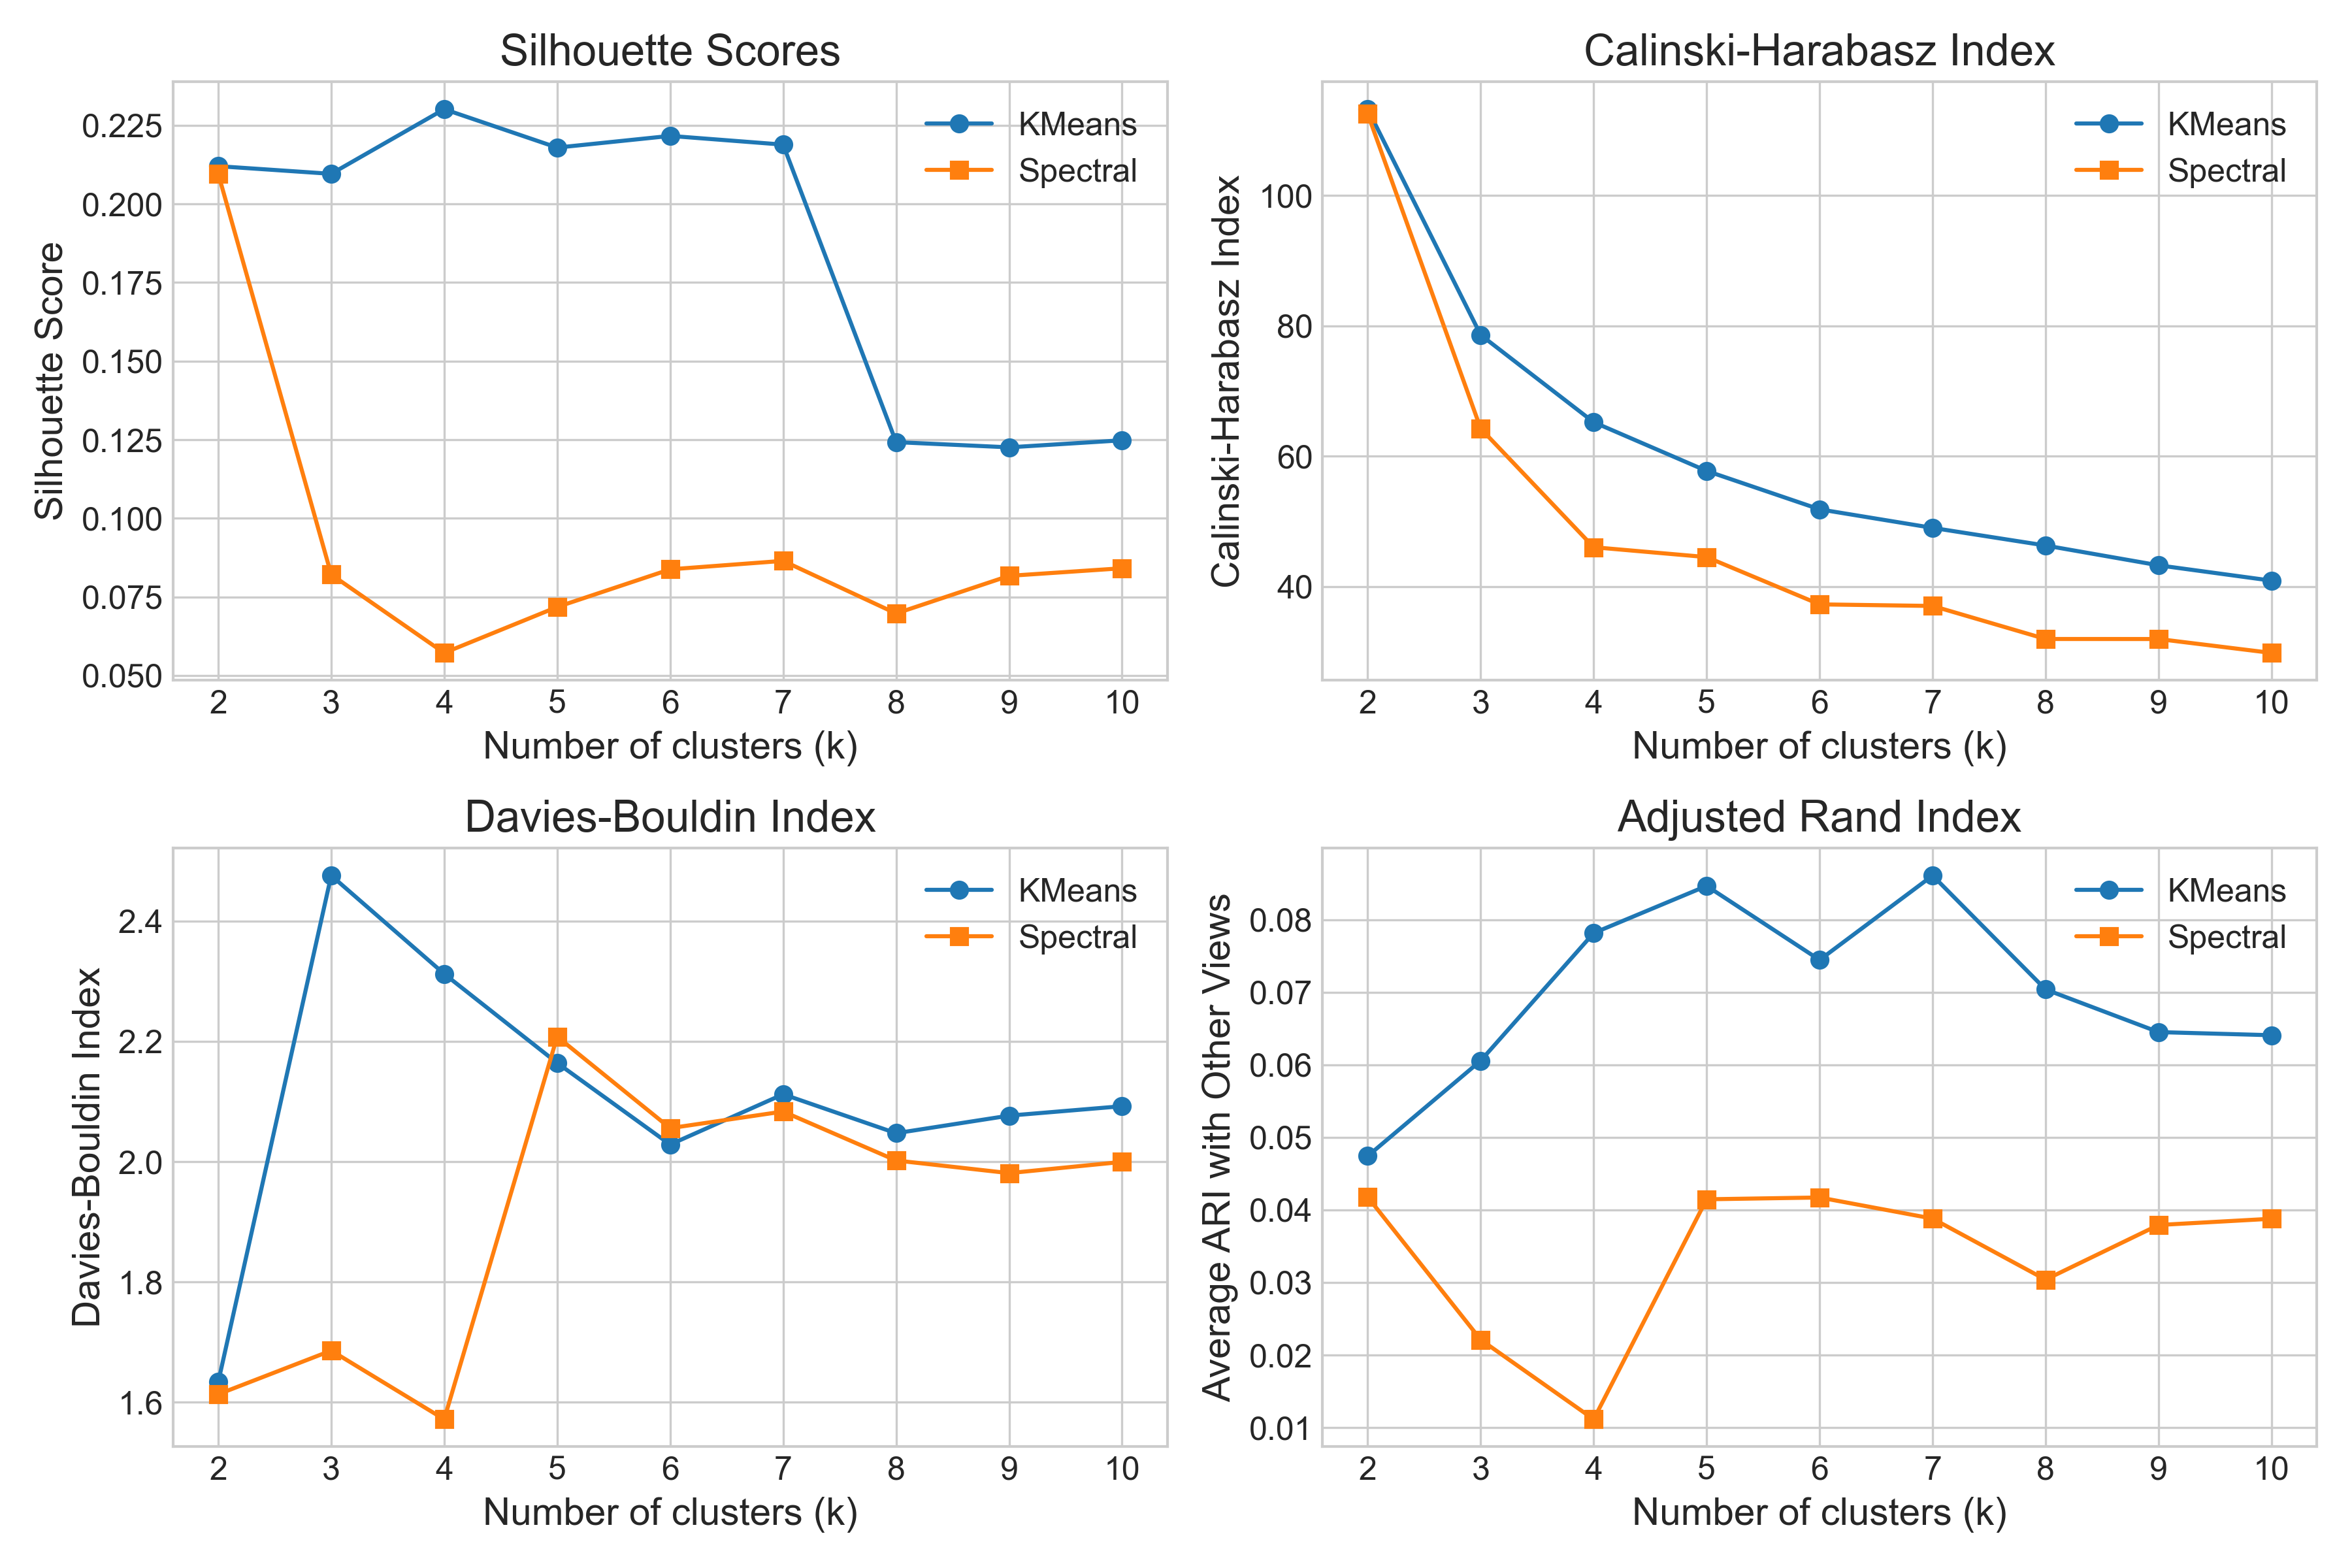 Silhouette Scores
Silhouette Score
0.225
0.200
0.175
0.150
0.125
0.100
0.075
0.050
KMeans
Spectral
2 3 4 5 6 7 8 9 10
Number of clusters (k)
Calinski-Harabasz Index
Calinski-Harabasz Index
100
80
60
40
KMeans
Spectral
2 3 4 5 6 7 8 9 10
Number of clusters (k)
Davies-Bouldin Index
Davies-Bouldin Index
2.4
2.2
2.0
1.8
1.6
KMeans
Spectral
2 3 4 5 6 7 8 9 10
Number of clusters (k)
Adjusted Rand Index
Average ARI with Other Views
0.08
0.07
0.06
0.05
0.04
0.03
0.02
0.01
KMeans
Spectral
2 3 4 5 6 7 8 9 10
Number of clusters (k)